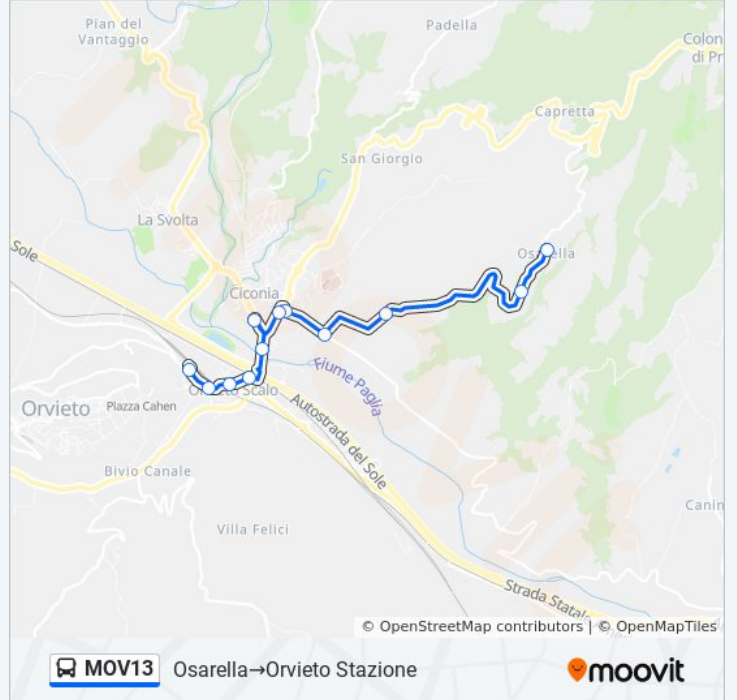 Pian del
Vantaggio
Padella
Colon
di Pr
Capretta
San Giorgio
La Svolta
Sole
Osarella
Ciconia
Fiume Paglia
Orvieto Scalo
Orvieto
Piazza Cahen
Autostrada del Sole
Bivio Canale
Canin
Villa Felici
Strada Statale
© OpenStreetMap contributors | © OpenMapTiles
MOV13 Osarella→Orvieto Stazione
moovit